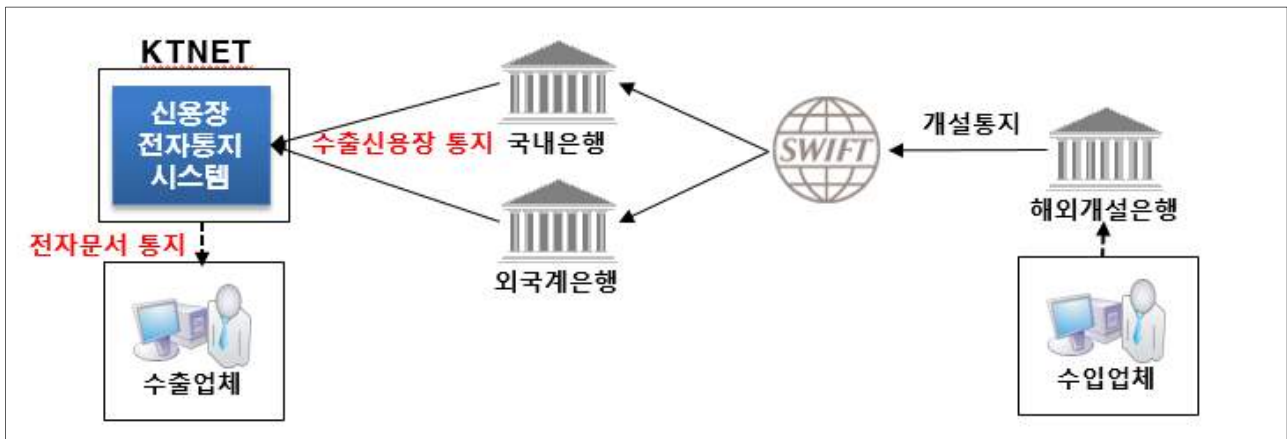 KTNET
신용장
전자통지
시스템
수출신용장 통지
국내은행
외국계은행
SWIFT
개설통지
해외개설은행
전자문서 통지
수출업체
수입업체